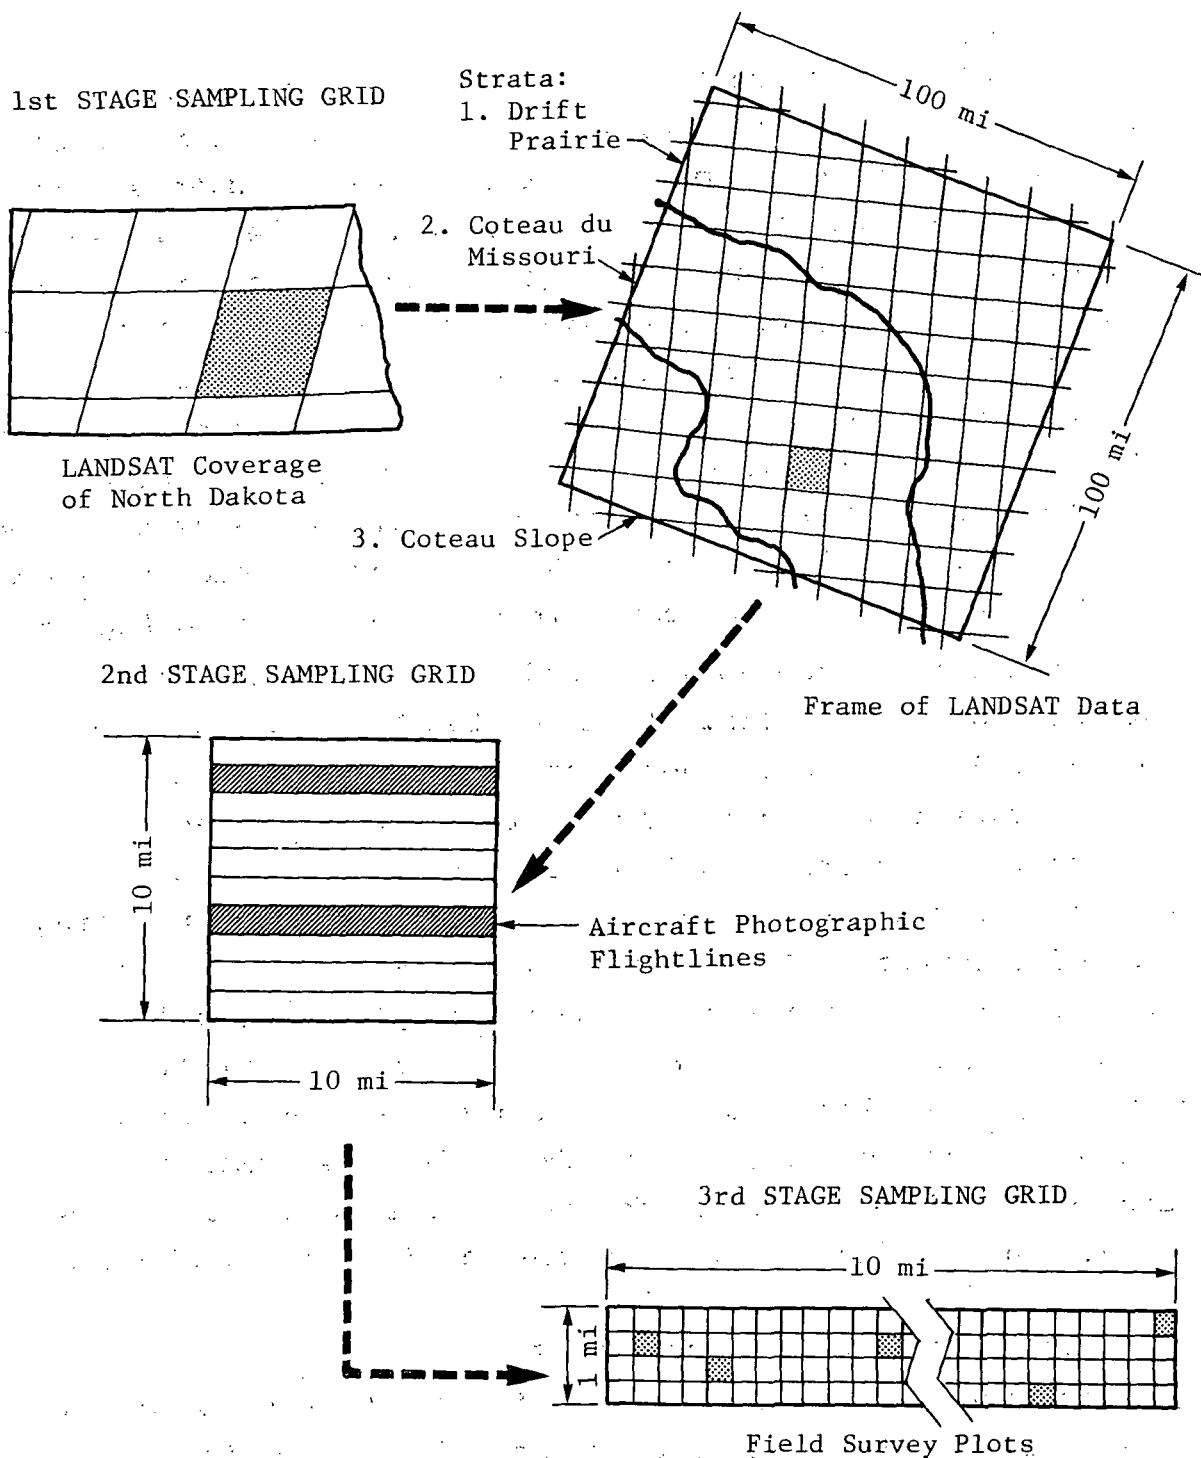 1st STAGE SAMPLING GRID
Strata:
1. Drift
Prairie
100 mi
2. Coteau du
Missouri
LANDSAT Coverage
of North Dakota
100 mi
3. Coteau Slope
2nd STAGE SAMPLING GRID
Frame of LANDSAT Data
10 mi
Aircraft Photographic
Flightlines
10 mi
3rd STAGE SAMPLING GRID
10 mi
1 mi
Field Survey Plots